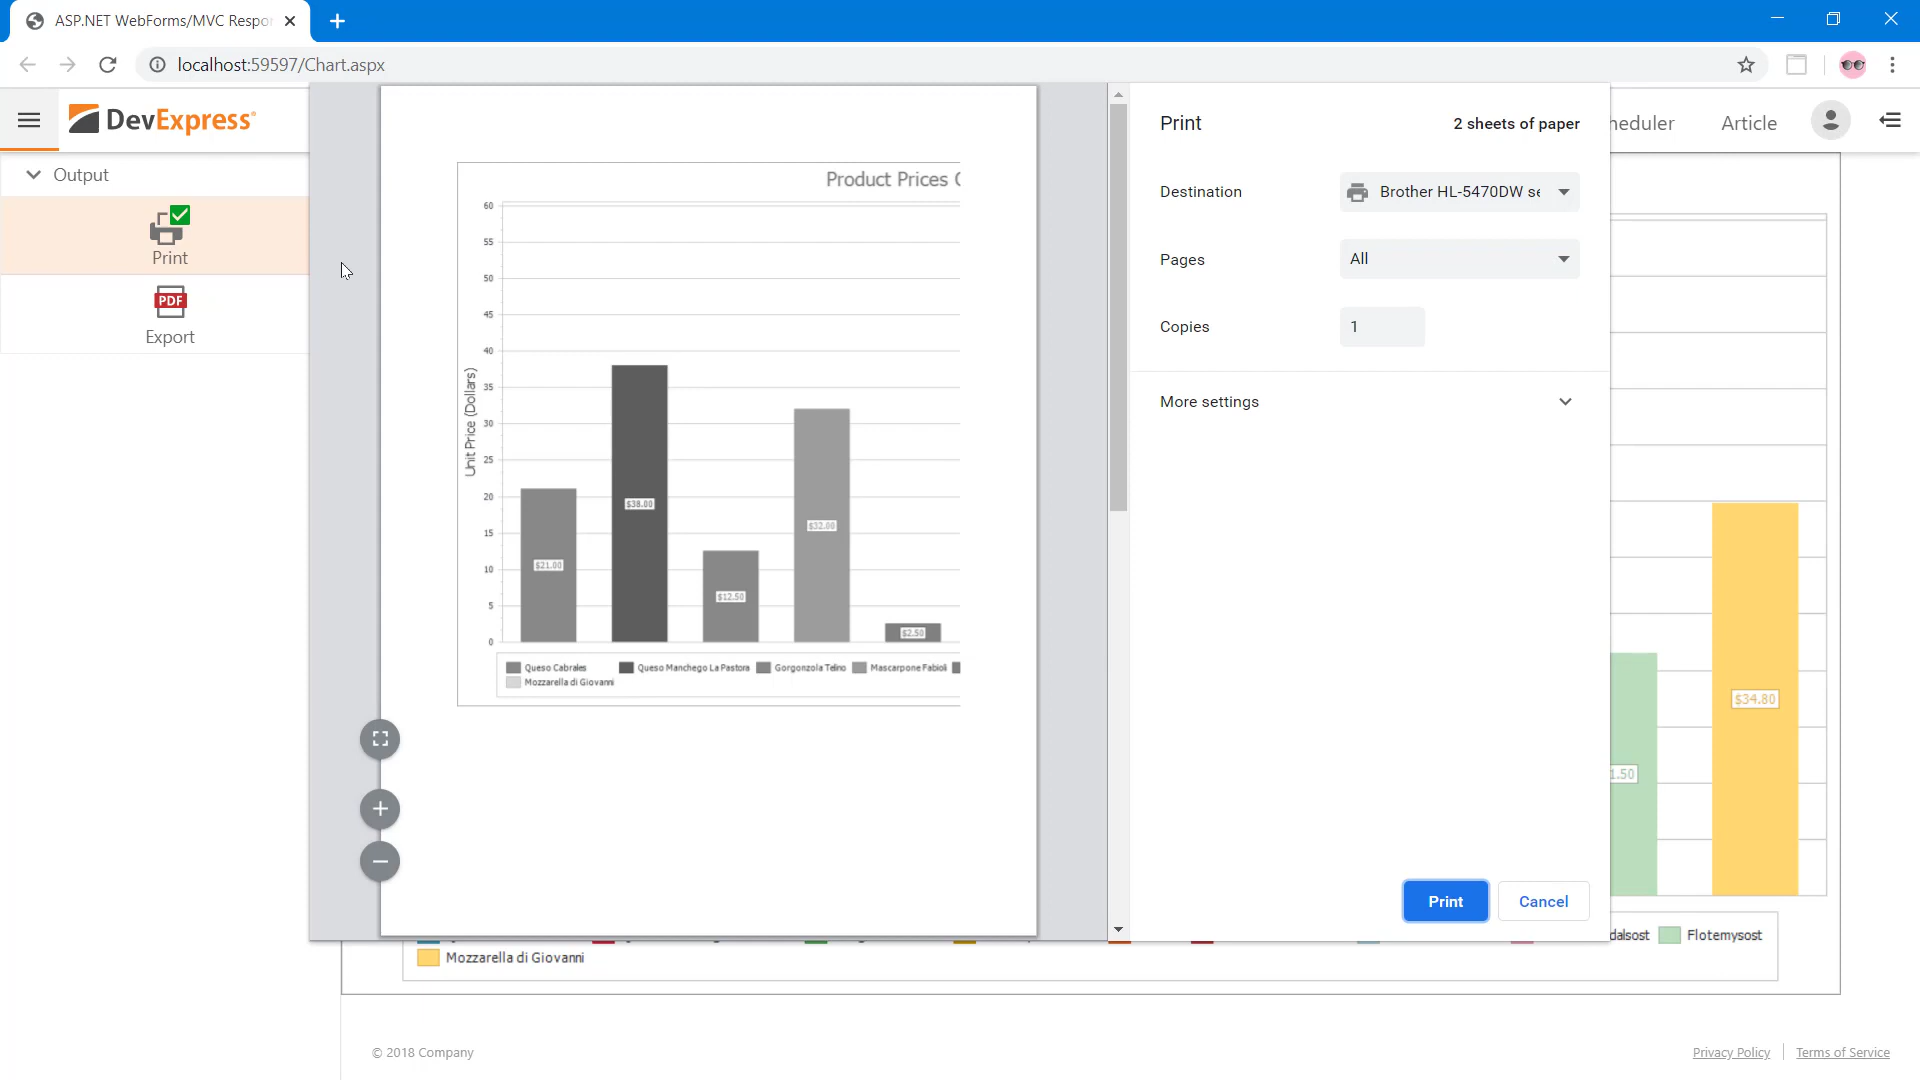 ASP.NET WebForms/MVC Respo
localhost:59597/Chart.aspx
DevExpress
Output
Print
PDF
Export
Product Prices
Unit Price (Dollars)
60
55
50
45
40
35
30
25
20
15
10
5
0
$21.00
$38.00
$12.50
$32.00
$2.50
Queso Cabrales Queso Manchego La Pastora Gorgonzola Telino Mascarpone Fabioli
Mozzarella di Giovanni
Print 2 sheets of paper
Destination Brother HL-5470DW se
Pages All
Copies 1
More settings
Print Cancel
heduler Article
$34.80
1.50
dalsost Flotemysost
Mozzarella di Giovanni
© 2018 Company
Privacy Policy Terms of Service